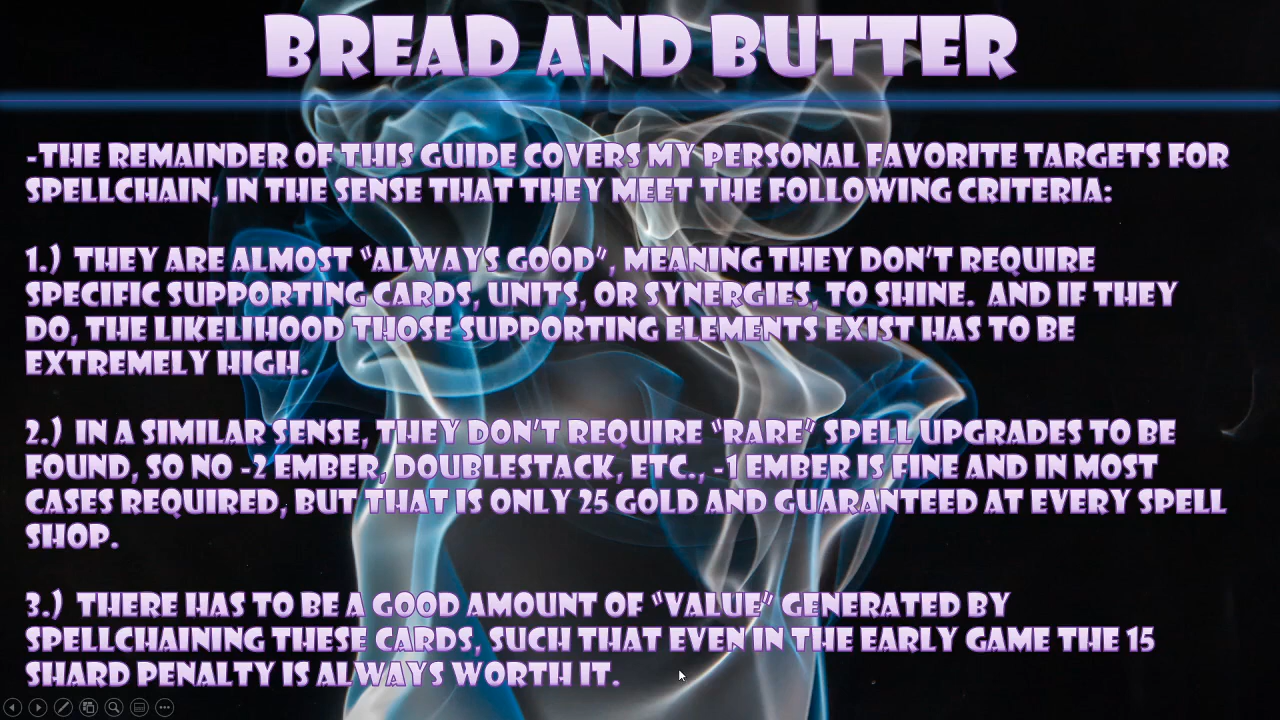 BREAD AND BUTTER
-THE REMAINDER OF THIS GUIDE COVERS MY PERSONAL FAVORITE TARGETS FOR
SPELLCHAIN, IN THE SENSE THAT THEY MEET THE FOLLOWING CRITERIA:
1.) THEY ARE ALMOST “ALWAYS GOOD”, MEANING THEY DON’T REQUIRE
SPECIFIC SUPPORTING CARDS, UNITS, OR SYNERGIES, TO SHINE. AND IF THEY
DO, THE LIKELIHOOD THOSE SUPPORTING ELEMENTS EXIST HAS TO BE
EXTREMELY HIGH.
2.) IN A SIMILAR SENSE, THEY DON’T REQUIRE “RARE” SPELL UPGRADES TO BE
FOUND, SO NO -2 EMBER, DOUBLESTACK, ETC., -1 EMBER IS FINE AND IN MOST
CASES REQUIRED, BUT THAT IS ONLY 25 GOLD AND GUARANTEED AT EVERY SPELL
SHOP.
3.) THERE HAS TO BE A GOOD AMOUNT OF “VALUE” GENERATED BY
SPELLCHAINING THESE CARDS, SUCH THAT EVEN IN THE EARLY GAME THE 15
SHARD PENALTY IS ALWAYS WORTH IT.